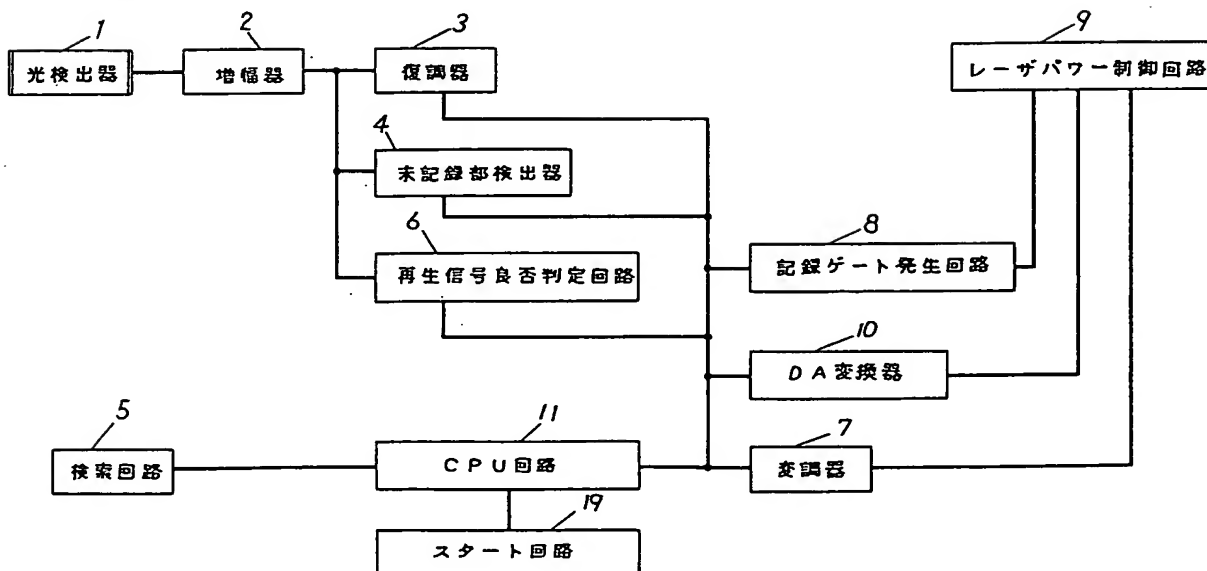 1
光検出器
2
増幅器
3
復調器
9
レーザパワー制御回路
4
未記録部検出器
6
再生信号良否判定回路
8
記録ゲート発生回路
10
DA変換器
5
検索回路
11
CPU回路
7
変調器
19
スタート回路